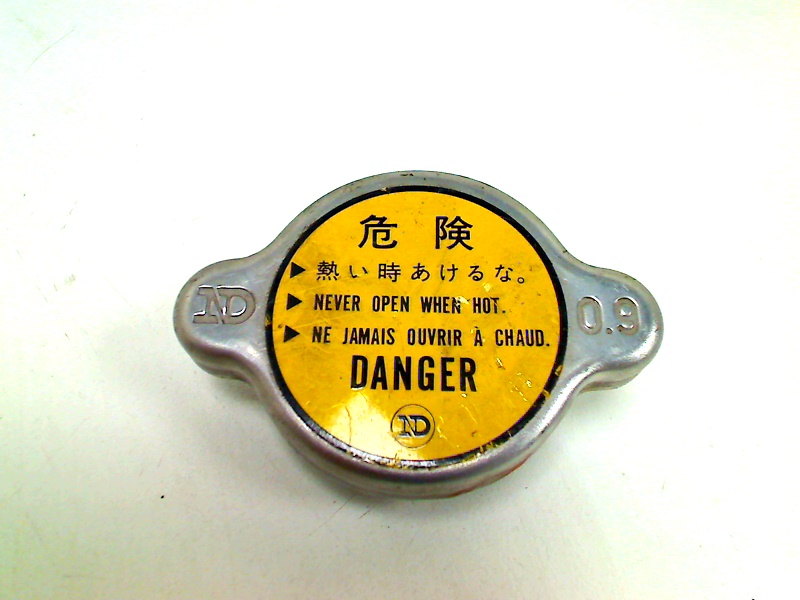 危険
▶ 熱い時あけるな。
▶ NEVER OPEN WHEN HOT.
▶ NE JAMAIS OUVRIR À CHAUD.
DANGER
ND
ND
0.9